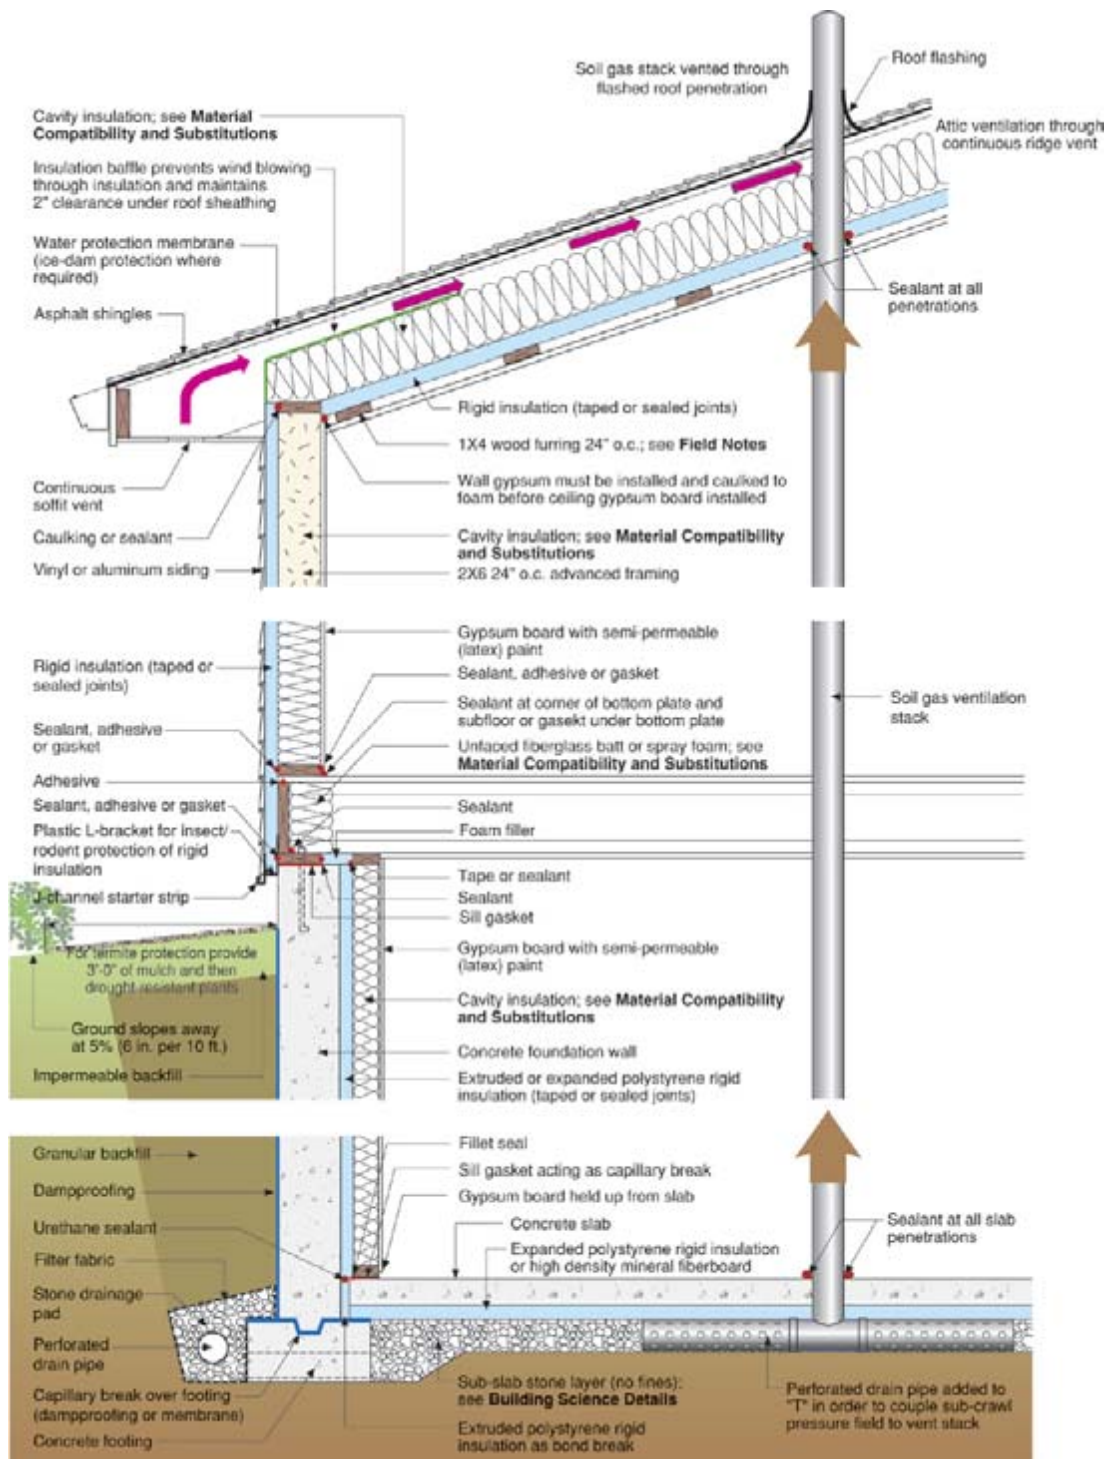 Soil gas stack vented through
flashed roof penetration
Roof flashing
Cavity insulation; see Material
Compatibility and Substitutions
Attic ventilation through
continuous ridge vent
Insulation baffle prevents wind blowing
through insulation and maintains
2" clearance under roof sheathing
Water protection membrane
(ice-dam protection where
required)
Asphalt shingles
Sealant at all
penetrations
Rigid insulation (taped or sealed joints)
1X4 wood furring 24" o.c.; see Field Notes
Wall gypsum must be installed and caulked to
foam before ceiling gypsum board installed
Continuous
soffit vent
Caulking or sealant
Vinyl or aluminum siding
Cavity insulation; see Material Compatibility
and Substitutions
2X6 24" o.c. advanced framing
Gypsum board with semi-permeable
(latex) paint
Rigid insulation (taped or
sealed joints)
Sealant, adhesive or gasket
Sealant at corner of bottom plate and
subfloor or gasekt under bottom plate
Soil gas ventilation
stack
Sealant, adhesive
or gasket
Unfaced fiberglass batt or spray foam; see
Material Compatibility and Substitutions
Adhesive
Sealant, adhesive or gasket
Sealant
Plastic L-bracket for insect/
rodent protection of rigid
insulation
Foam filler
J-channel starter strip
Tape or sealant
Sealant
Sill gasket
For termite protection provide
3'-0" of mulch and then
drought-resistant plants
Gypsum board with semi-permeable
(latex) paint
Cavity insulation; see Material Compatibility
and Substitutions
Ground slopes away
at 5% (6 in. per 10 ft.)
Concrete foundation wall
Impermeable backfill
Extruded or expanded polystyrene rigid
insulation (taped or sealed joints)
Granular backfill
Fillet seal
Sill gasket acting as capillary break
Dampproofing
Gypsum board held up from slab
Urethane sealant
Concrete slab
Sealant at all slab
penetrations
Filter fabric
Expanded polystyrene rigid insulation
or high density mineral fiberboard
Stone drainage
pad
Perforated
drain pipe
Capillary break over footing
(dampproofing or membrane)
Concrete footing
Sub-slab stone layer (no fines);
see Building Science Details
Extruded polystyrene rigid
insulation as bond break
Perforated drain pipe added to
"T" in order to couple sub-crawl
pressure field to vent stack